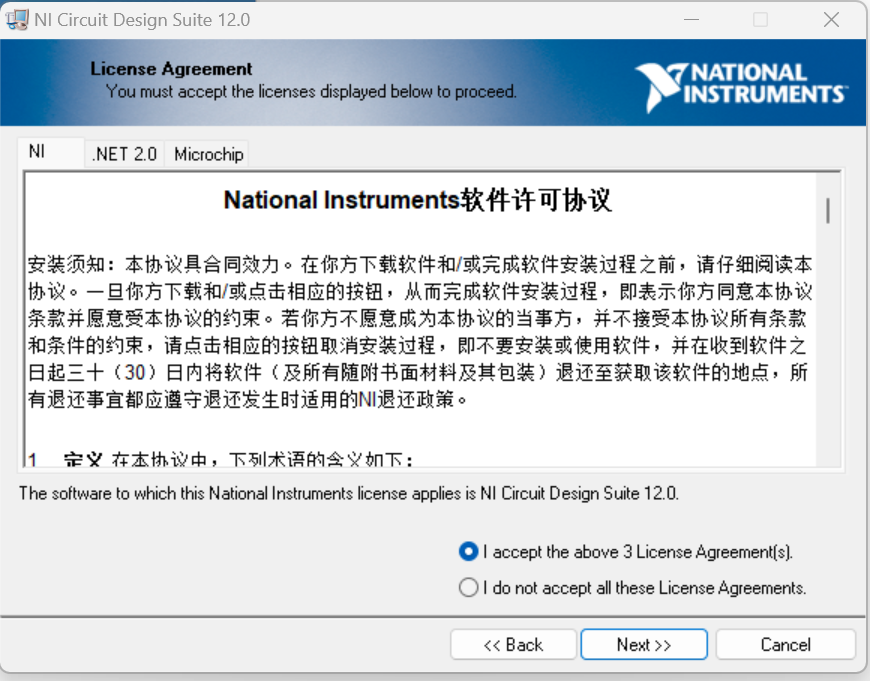 NI Circuit Design Suite 12.0
License Agreement
You must accept the licenses displayed below to proceed.
NATIONAL
INSTRUMENTS
NI .NET 2.0 Microchip
National Instruments软件许可协议
安装须知：本协议具合同效力。在你方下载软件和/或完成软件安装过程之前，请仔细阅读本
协议。一旦你方下载和/或点击相应的按钮，从而完成软件安装过程，即表示你方同意本协议
条款并愿意受本协议的约束。若你方不愿意成为本协议的当事方，并不接受本协议所有条款
和条件的约束，请点击相应的按钮取消安装过程，即不要安装或使用软件，并在收到软件之
日起三十（30）日内将软件（及所有随附书面材料及其包装）退还至获取该软件的地点，所
有退还事宜都应遵守退还发生时适用的NI退还政策。
1 定义 在本协议中，下列术语的含义如下：
The software to which this National Instruments license applies is NI Circuit Design Suite 12.0.
I accept the above 3 License Agreement(s).
I do not accept all these License Agreements.
<< Back Next >> Cancel